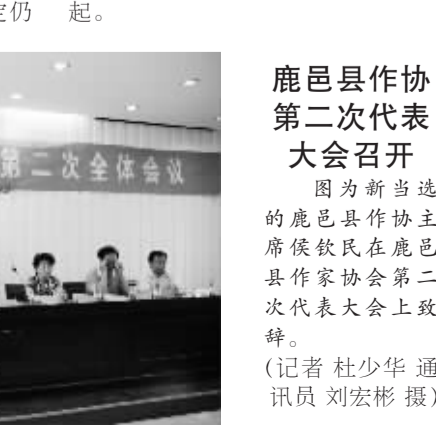 定仍 起。
第二次全体会议
鹿邑县作协
第二次代表
大会召开
图为新当选
的鹿邑县作协主
席侯钦民在鹿邑
县作家协会第二
次代表大会上致
辞。
(记者 杜少华 通
讯员 刘宏彬 摄)